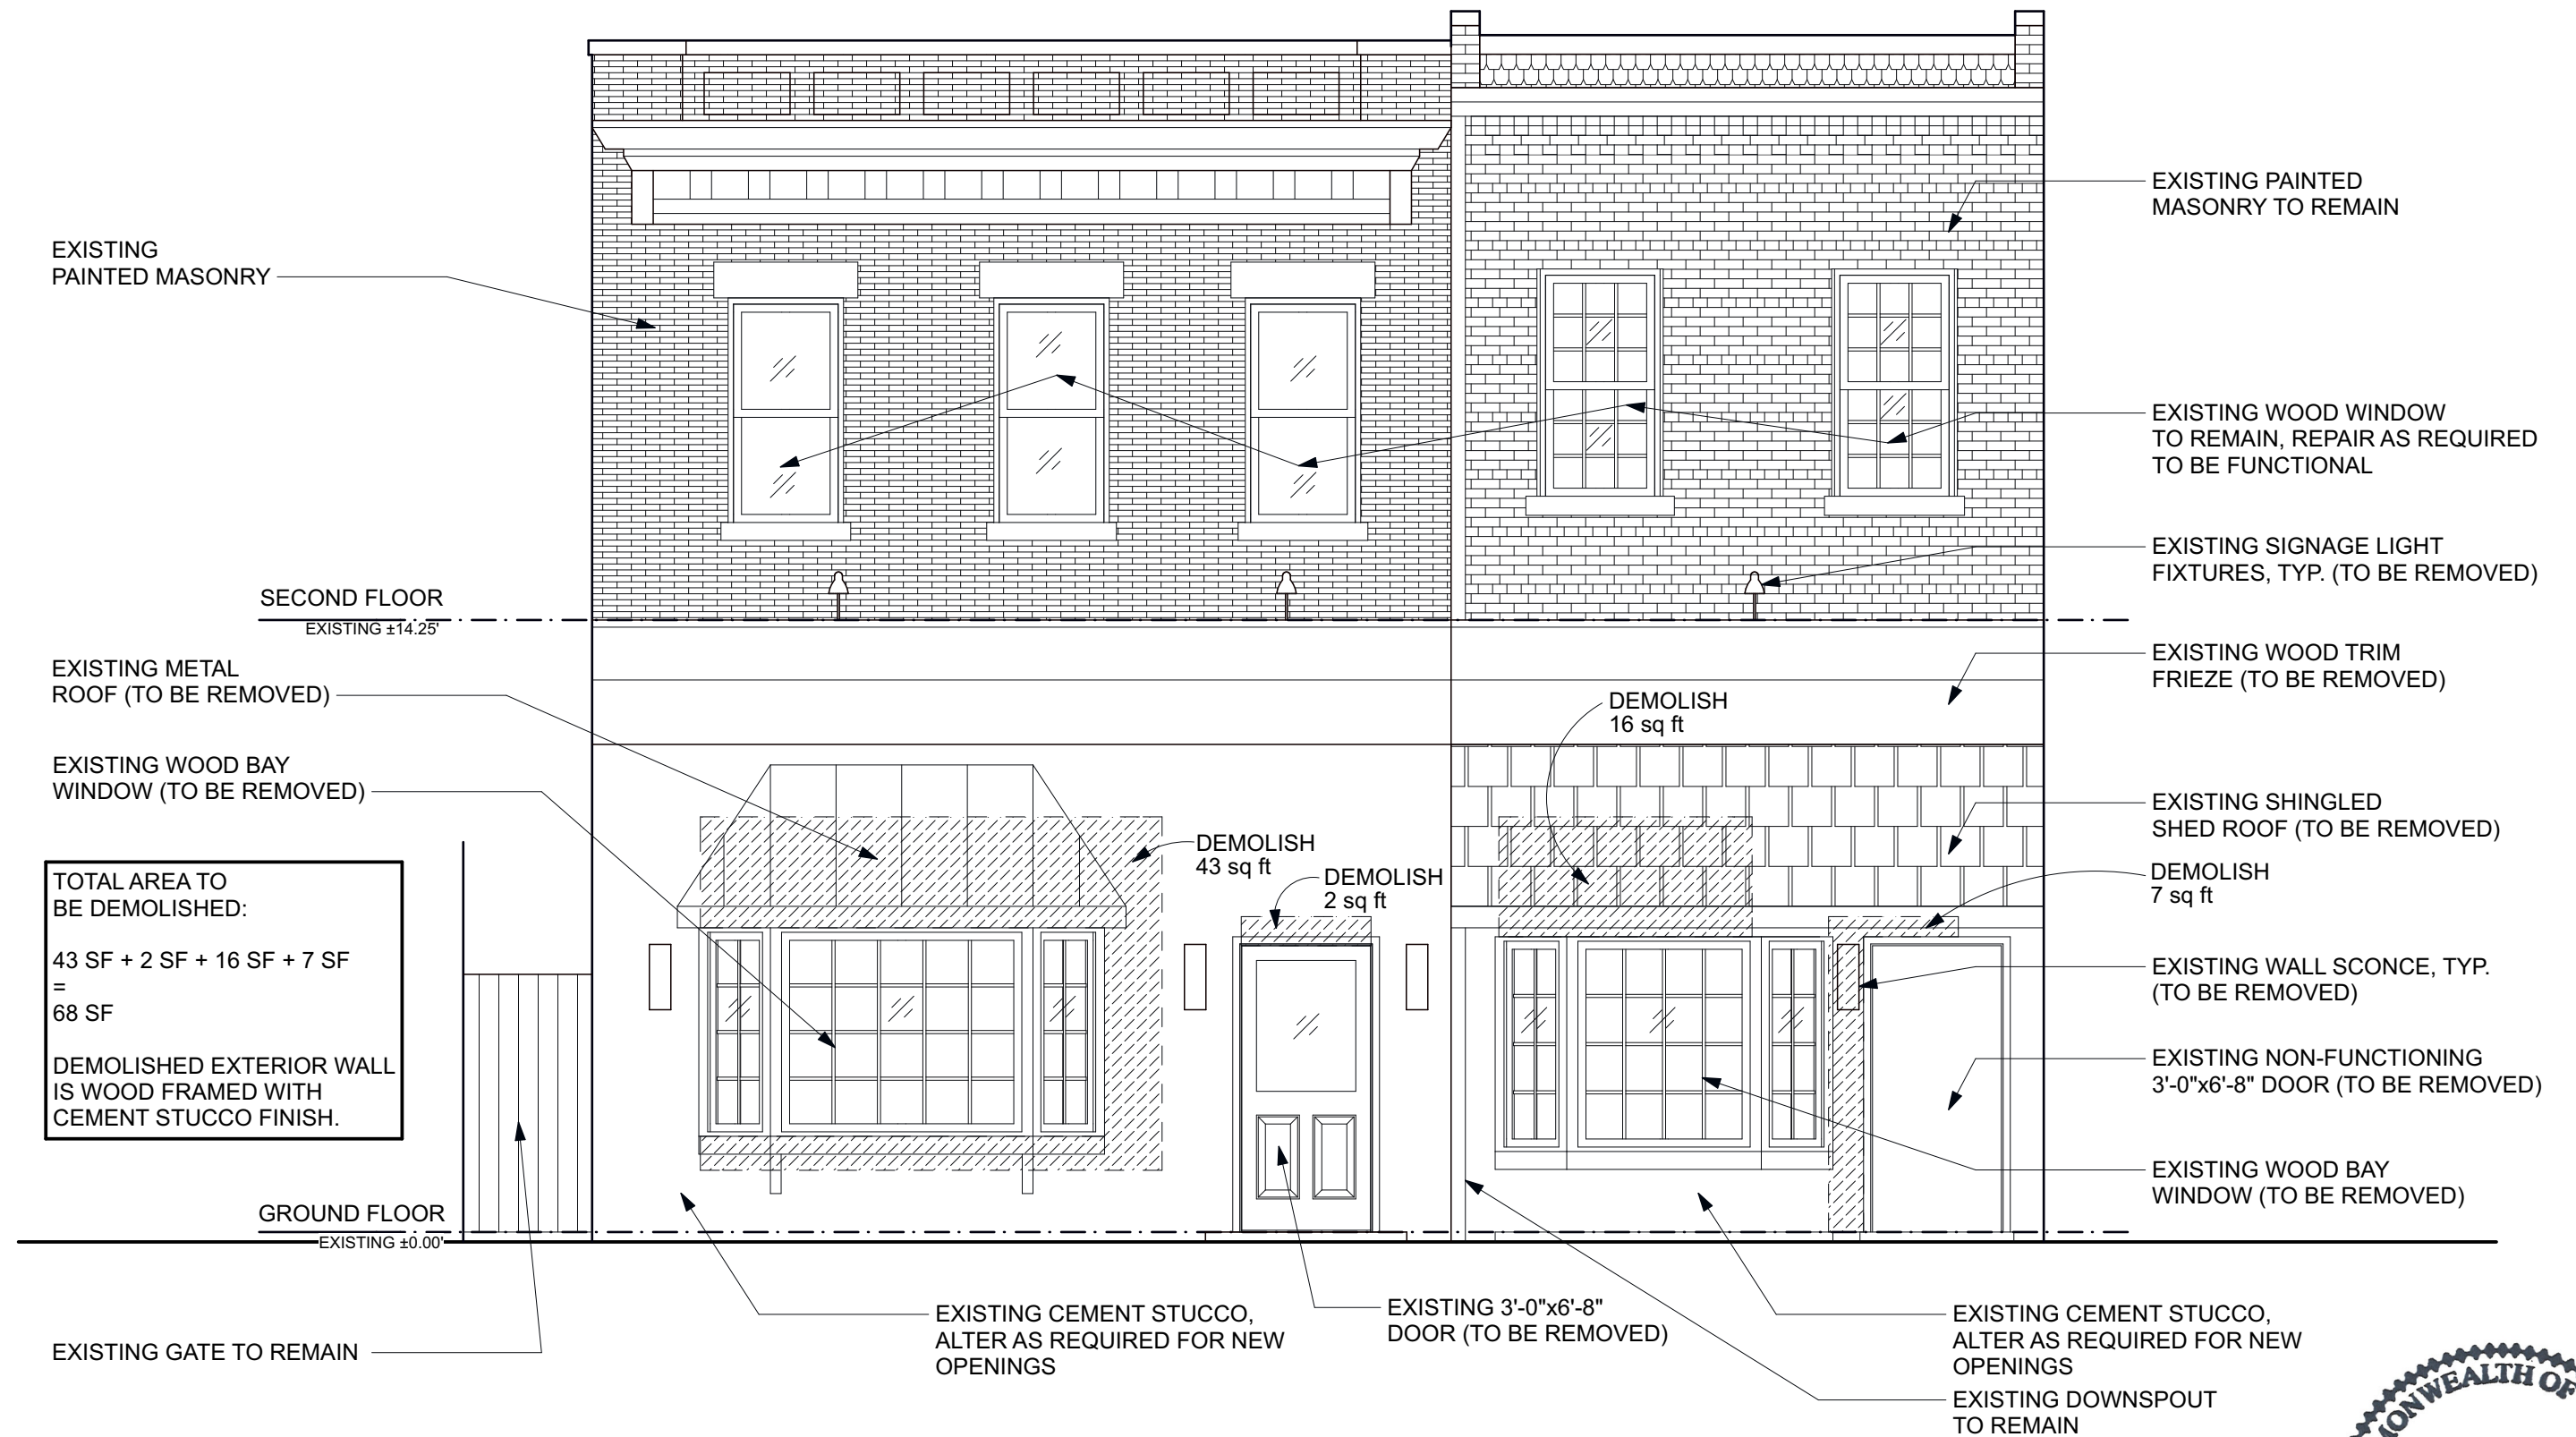 EXISTING
PAINTED MASONRY
SECOND FLOOR
EXISTING ±14.25'
EXISTING METAL
ROOF (TO BE REMOVED)
EXISTING WOOD BAY
WINDOW (TO BE REMOVED)
TOTAL AREA TO
BE DEMOLISHED:
43 SF + 2 SF + 16 SF + 7 SF
=
68 SF
DEMOLISHED EXTERIOR WALL
IS WOOD FRAMED WITH
CEMENT STUCCO FINISH.
GROUND FLOOR
EXISTING ±0.00'
EXISTING GATE TO REMAIN
DEMOLISH
43 sq ft
DEMOLISH
2 sq ft
DEMOLISH
16 sq ft
EXISTING CEMENT STUCCO,
ALTER AS REQUIRED FOR NEW
OPENINGS
EXISTING 3'-0"x6'-8"
DOOR (TO BE REMOVED)
EXISTING PAINTED
MASONRY TO REMAIN
EXISTING WOOD WINDOW
TO REMAIN, REPAIR AS REQUIRED
TO BE FUNCTIONAL
EXISTING SIGNAGE LIGHT
FIXTURES, TYP. (TO BE REMOVED)
EXISTING WOOD TRIM
FRIEZE (TO BE REMOVED)
EXISTING SHINGLED
SHED ROOF (TO BE REMOVED)
DEMOLISH
7 sq ft
EXISTING WALL SCONCE, TYP.
(TO BE REMOVED)
EXISTING NON-FUNCTIONING
3'-0"x6'-8" DOOR (TO BE REMOVED)
EXISTING WOOD BAY
WINDOW (TO BE REMOVED)
EXISTING CEMENT STUCCO,
ALTER AS REQUIRED FOR NEW
OPENINGS
EXISTING DOWNSPOUT
TO REMAIN
MONWEALTH OF